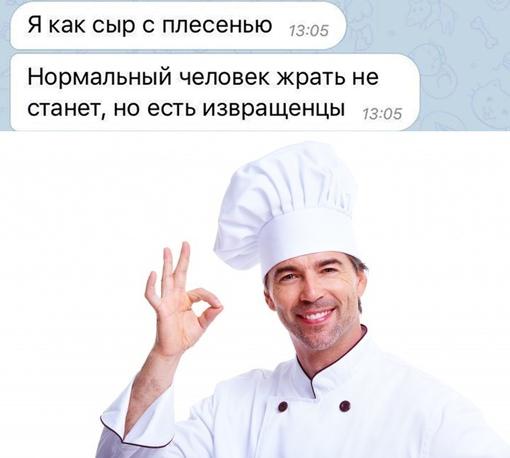 Я как сыр с плесенью 13:05
Нормальный человек жрать не
станет, но есть извращенцы 13:05